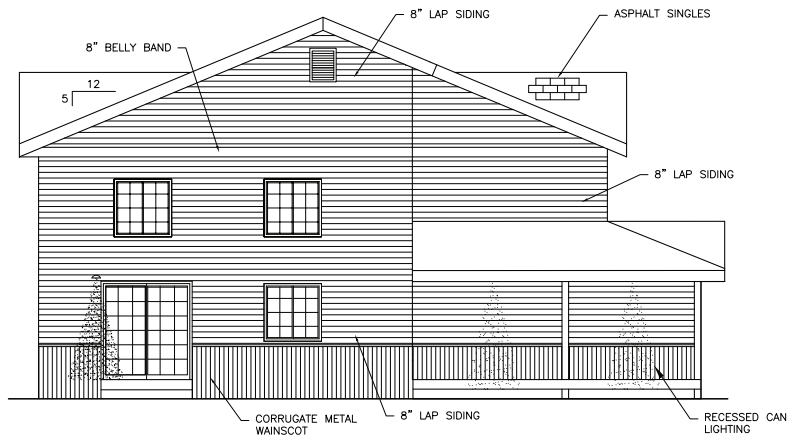 8" LAP SIDING
ASPHALT SINGLES
8" BELLY BAND
12
5
8" LAP SIDING
CORRUGATE METAL
WAINSCOT
8" LAP SIDING
RECESSED CAN
LIGHTING